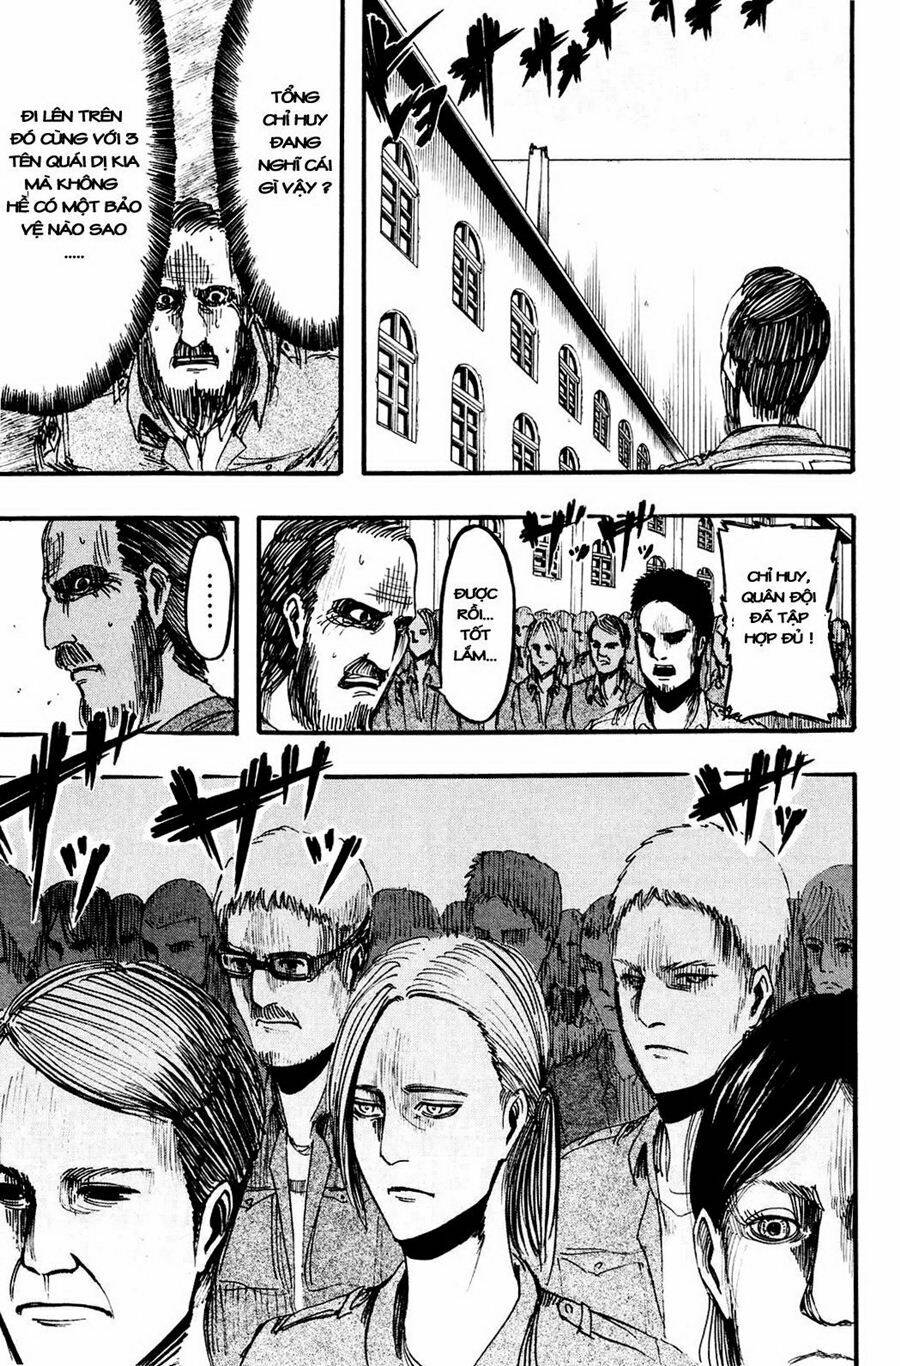 TỔNG
CHỈ HUY
ĐANG
NGHĨ CÁI
GÌ VẬY ?
ĐI LÊN TRÊN
ĐÓ CÙNG VỚI 3
TÊN QUÁI DỊ KIA
MÀ KHÔNG
HỀ CÓ MỘT BẢO
VỆ NÀO SAO
.....
CHỈ HUY,
QUÂN ĐỘI
ĐÃ TẬP
HỢP ĐỦ !
ĐƯỢC
RỒI...
TỐT
LẮM...
......